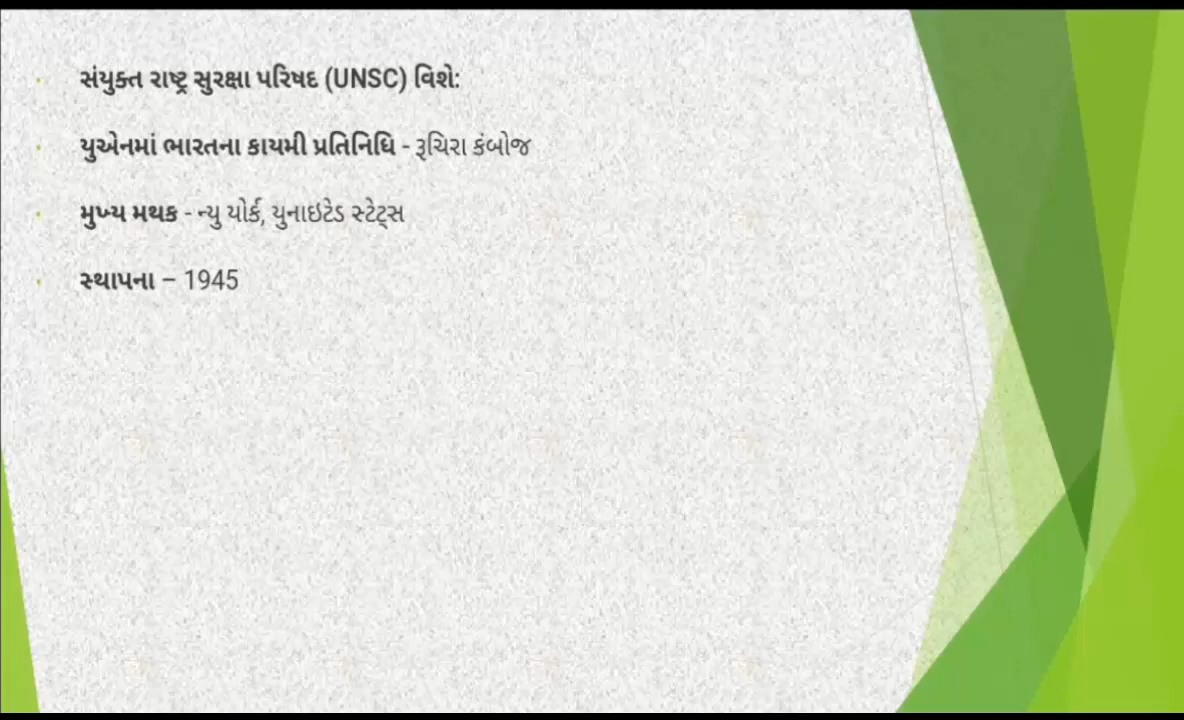 સંયુક્ત રાષ્ટ્ર સુરક્ષા પરિષદ (UNSC) વિશે:
યુએનમાં ભારતના કાયમી પ્રતિનિધિ - રૂચિરા કંબોજ
મુખ્ય મથક - ન્યુ યોર્ક, યુનાઇટેડ સ્ટેટ્સ
સ્થાપના – 1945